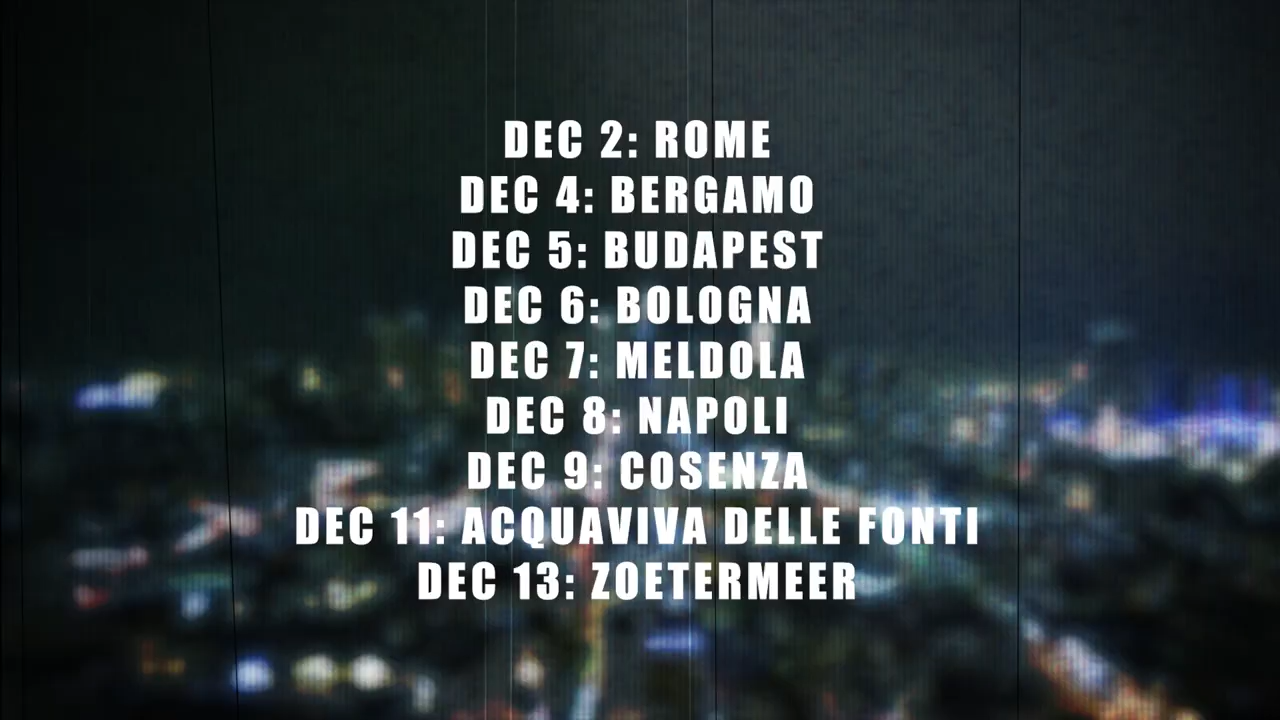 DEC 2: ROME
DEC 4: BERGAMO
DEC 5: BUDAPEST
DEC 6: BOLOGNA
DEC 7: MELDOLA
DEC 8: NAPOLI
DEC 9: COSENZA
DEC 11: ACQUAVIVA DELLE FONTI
DEC 13: ZOETERMEER